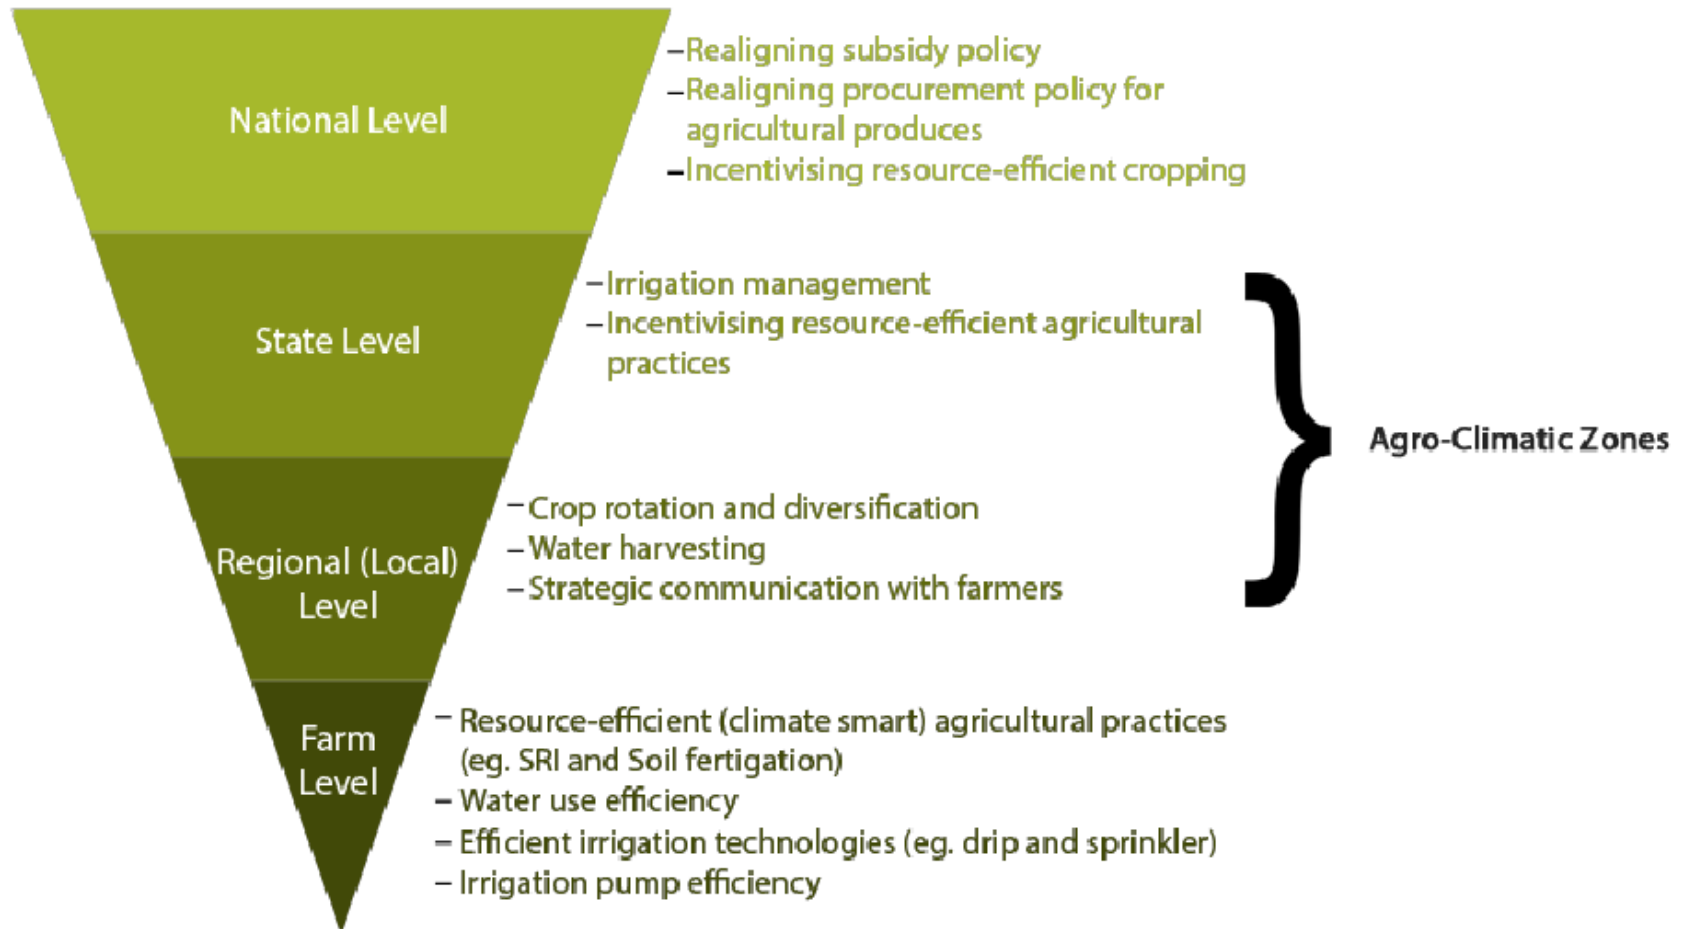 National Level
–Realigning subsidy policy
–Realigning procurement policy for
agricultural produces
–Incentivising resource-efficient cropping
State Level
–Irrigation management
–Incentivising resource-efficient agricultural
practices
Agro-Climatic Zones
Regional (Local)
Level
–Crop rotation and diversification
–Water harvesting
–Strategic communication with farmers
Farm
Level
– Resource-efficient (climate smart) agricultural practices
(eg. SRI and Soil fertigation)
– Water use efficiency
– Efficient irrigation technologies (eg. drip and sprinkler)
– Irrigation pump efficiency